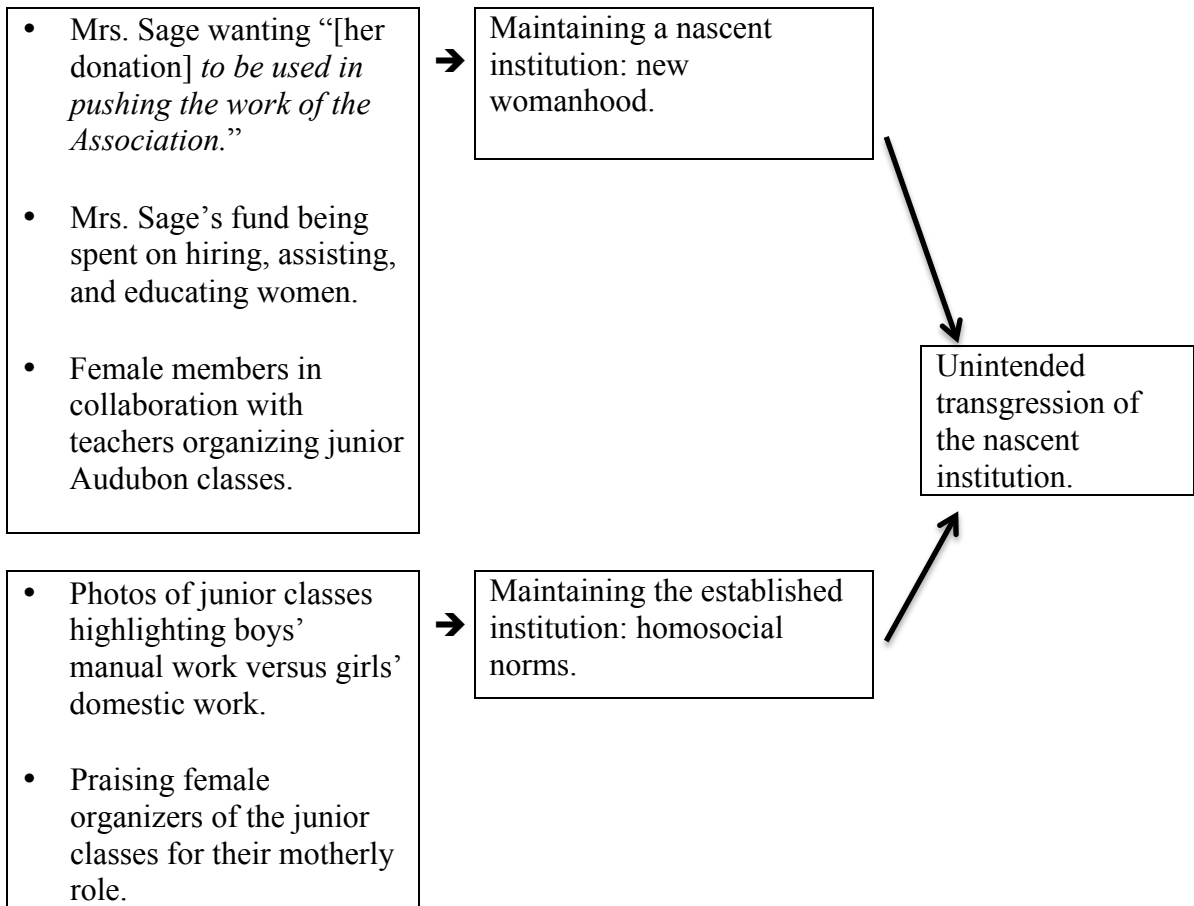 • Mrs. Sage wanting “[her
donation] to be used in
pushing the work of the
Association.”
• Mrs. Sage’s fund being
spent on hiring, assisting,
and educating women.
• Female members in
collaboration with
teachers organizing junior
Audubon classes.
➔
Maintaining a nascent
institution: new
womanhood.
• Photos of junior classes
highlighting boys’
manual work versus girls’
domestic work.
• Praising female
organizers of the junior
classes for their motherly
role.
➔
Maintaining the established
institution: homosocial
norms.
Unintended
transgression of
the nascent
institution.